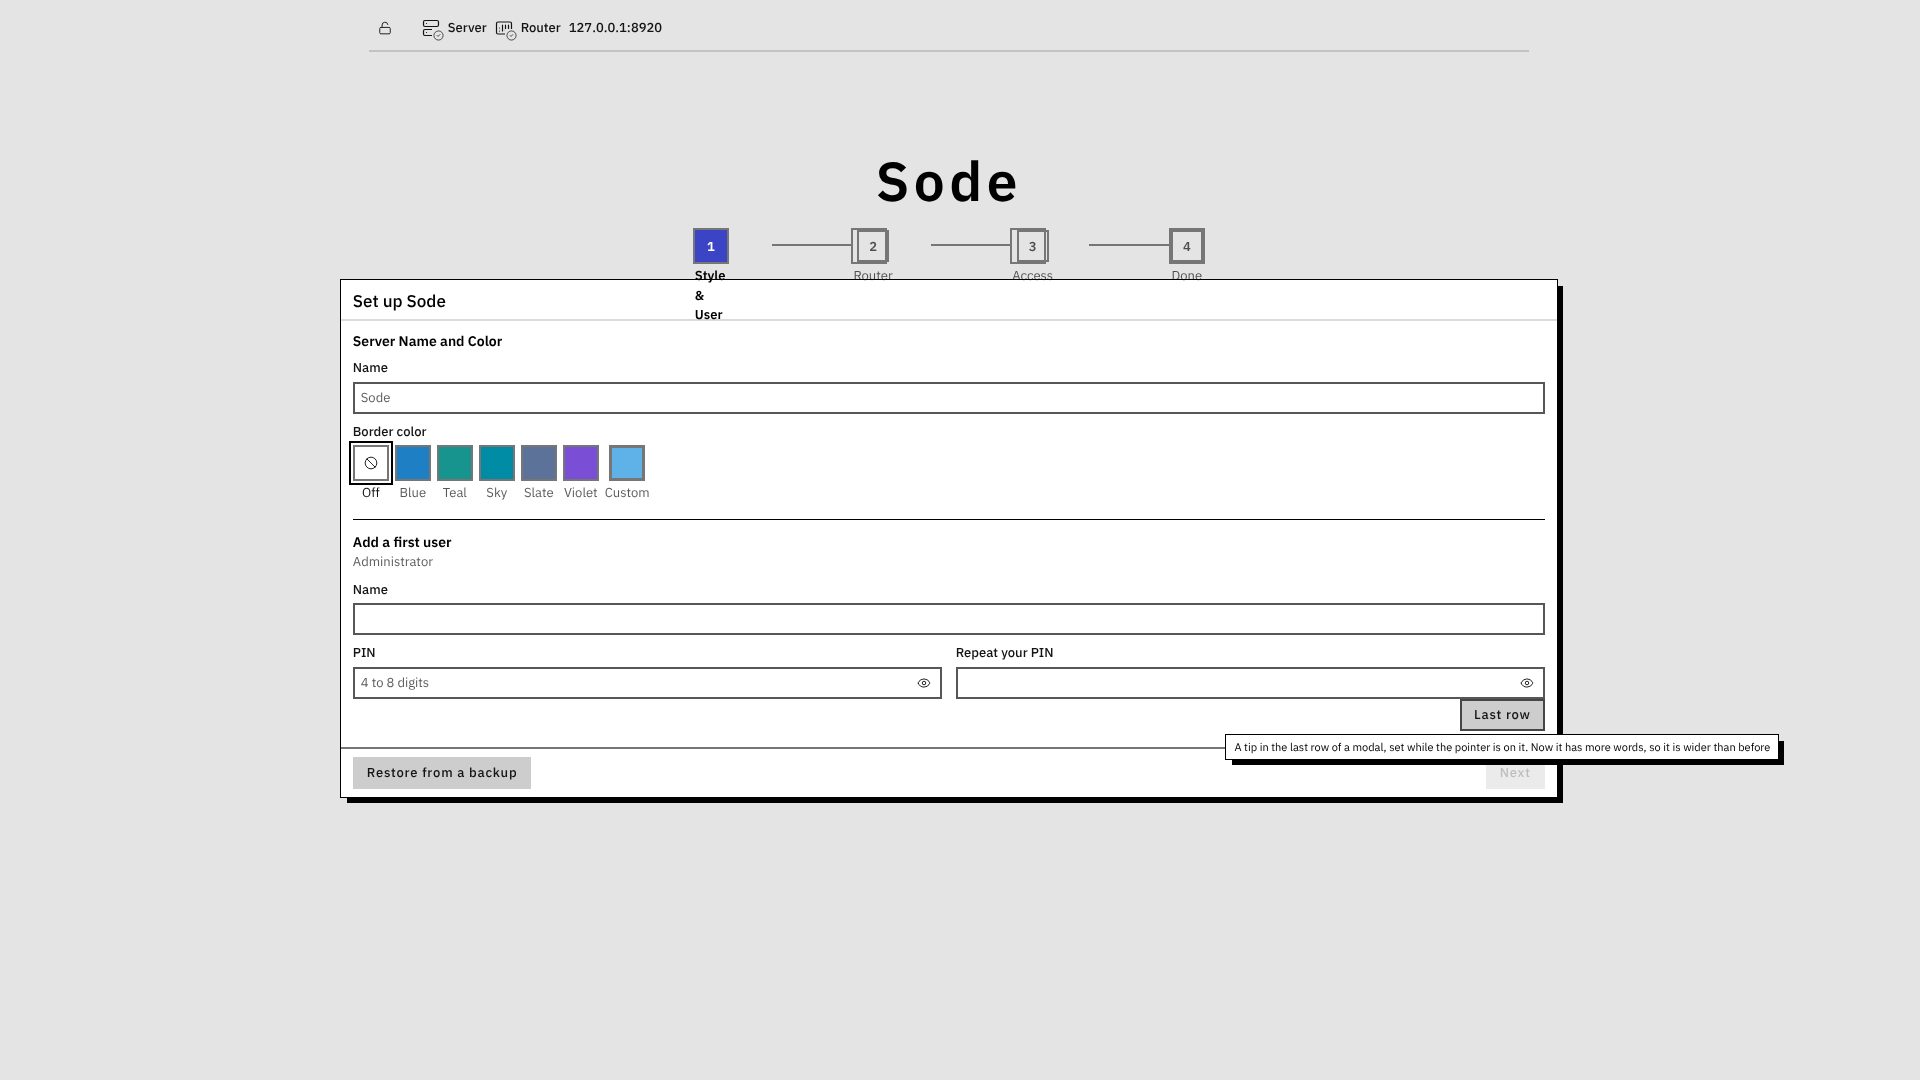 Server Router 127.0.0.1:8920
Sode
1 2 3 4
Style Router Access Done
&
User
Set up Sode
Server Name and Color
Name
Sode
Border color
Off Blue Teal Sky Slate Violet Custom
Add a first user
Administrator
Name
PIN Repeat your PIN
4 to 8 digits
Last row
A tip in the last row of a modal, set while the pointer is on it. Now it has more words, so it is wider than before
Restore from a backup Next